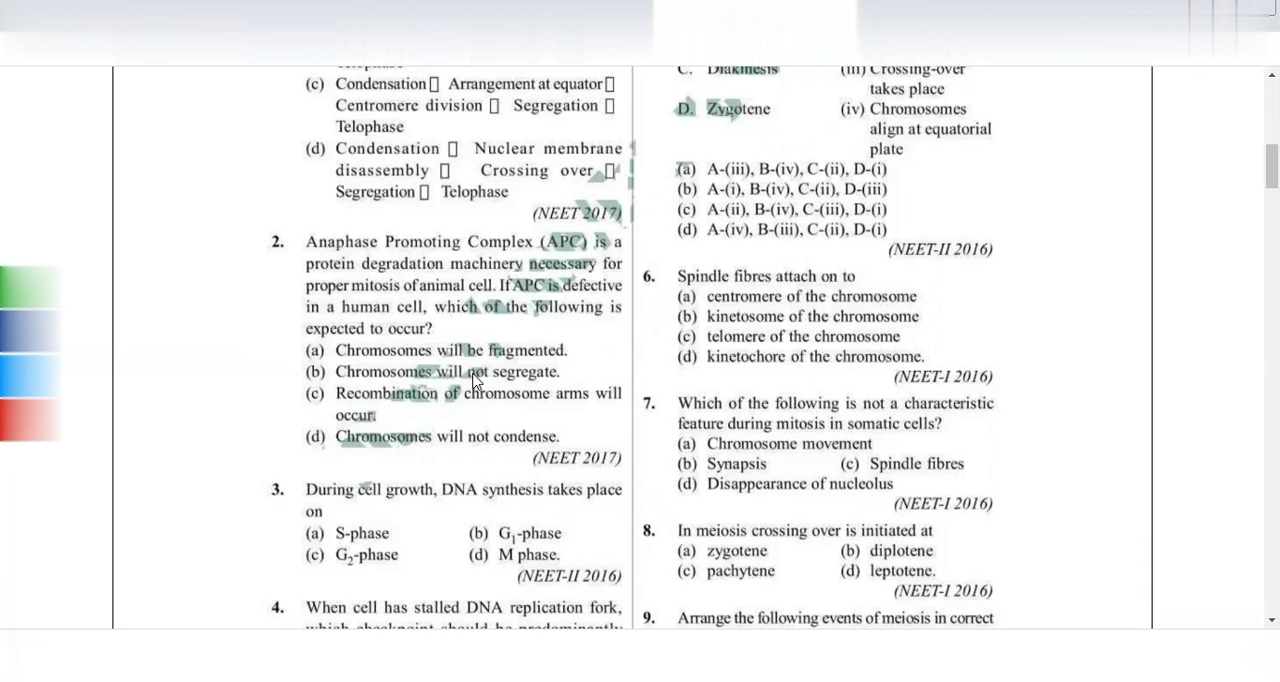 (c) Condensation▯ Arrangement at equator▯
Centromere division ▯ Segregation ▯
Telophase
(d) Condensation ▯ Nuclear membrane
disassembly ▯ Crossing over ▯
Segregation ▯ Telophase
(NEET 2017)
2. Anaphase Promoting Complex (APC) is a
protein degradation machinery necessary for
proper mitosis of animal cell. If APC is defective
in a human cell, which of the following is
expected to occur?
(a) Chromosomes will be fragmented.
(b) Chromosomes will not segregate.
(c) Recombination of chromosome arms will
occur.
(d) Chromosomes will not condense.
(NEET 2017)
3. During cell growth, DNA synthesis takes place
on
(a) S-phase (b) G₁-phase
(c) G₂-phase (d) M phase.
(NEET-II 2016)
4. When cell has stalled DNA replication fork,
which checkpoint should be predominantly
C. Diakinesis (iii) Crossing-over
takes place
D. Zygotene (iv) Chromosomes
align at equatorial
plate
(a) A-(iii), B-(iv), C-(ii), D-(i)
(b) A-(i), B-(iv), C-(ii), D-(iii)
(c) A-(ii), B-(iv), C-(iii), D-(i)
(d) A-(iv), B-(iii), C-(ii), D-(i)
(NEET-II 2016)
6. Spindle fibres attach on to
(a) centromere of the chromosome
(b) kinetosome of the chromosome
(c) telomere of the chromosome
(d) kinetochore of the chromosome.
(NEET-I 2016)
7. Which of the following is not a characteristic
feature during mitosis in somatic cells?
(a) Chromosome movement
(b) Synapsis (c) Spindle fibres
(d) Disappearance of nucleolus
(NEET-I 2016)
8. In meiosis crossing over is initiated at
(a) zygotene (b) diplotene
(c) pachytene (d) leptotene.
(NEET-I 2016)
9. Arrange the following events of meiosis in correct